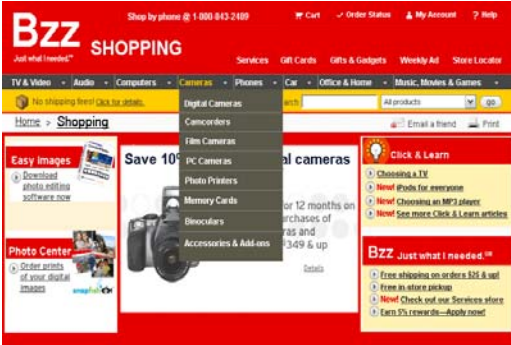 Shop by phone @ 1-800-843-2489
Cart
Order Status
My Account
? Help
Bzz SHOPPING
Just what I needed.
Services
Gift Cards
Gifts & Gadgets
Weekly Ad
Store Locator
TV & Video
Audio
Computers
Cameras
Phones
Car
Office & Home
Music, Movies & Games
No shipping fees! Click for details.
All products
GO
Home > Shopping
Email a friend
Print
Digital Cameras
Camcorders
Film Cameras
PC Cameras
Photo Printers
Memory Cards
Binoculars
Accessories & Add-ons
Easy Images
Download
photo editing
software now
Photo Center
Order prints
of your digital
images
snapfish
Save 10
al cameras
or 12 months on
urchases of
ras and
$349 & up
Details
Click & Learn
Choosing a TV
New! iPods for everyone
New! Choosing an MP3 player
New! See more Click & Learn articles
Bzz Just what I needed.
Free shipping on orders $25 & up!
Free in-store pickup
New! Check out our Services store
Earn 5% rewards—Apply now!